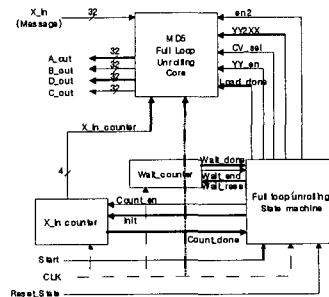 X_In
(Message)
32
MD5
Full Loop
Unrolling
Core
en2
YY2XX
CV_sel
YY_en
Load_done
A_out
B_out
D_out
C_out
32
32
32
32
X_In_counter
4
Wait_counter
Wait_done
Wait_end
Wait_reset
Full loop unrolling
State machine
Count_en
X_In counter
Init
Count_done
Start
CLK
Reset_State